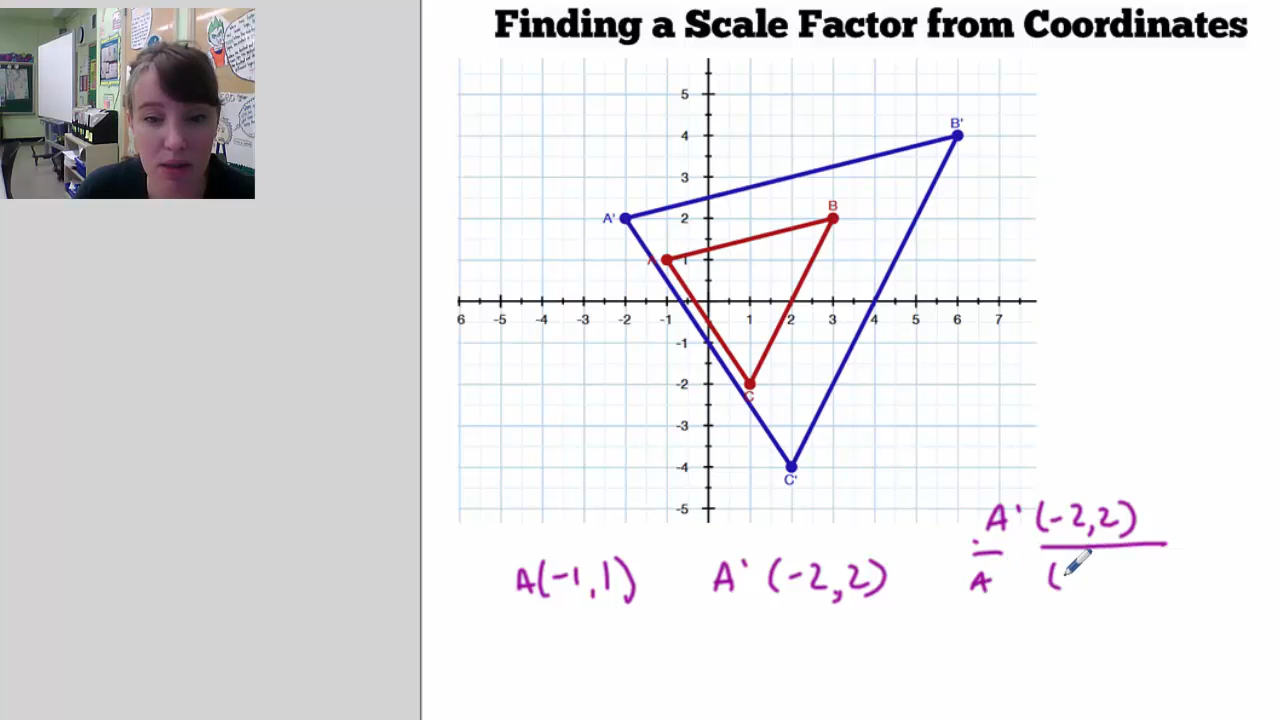 Finding a Scale Factor from Coordinates
5
B'
4
3
B
A'
2
A
1
6 -5 -4 -3 -2 -1 1 2 3 4 5 6 7
-1
-2
C
-3
-4
C'
-5
A' (-2,2)
A(-1,1) A' (-2,2) A (